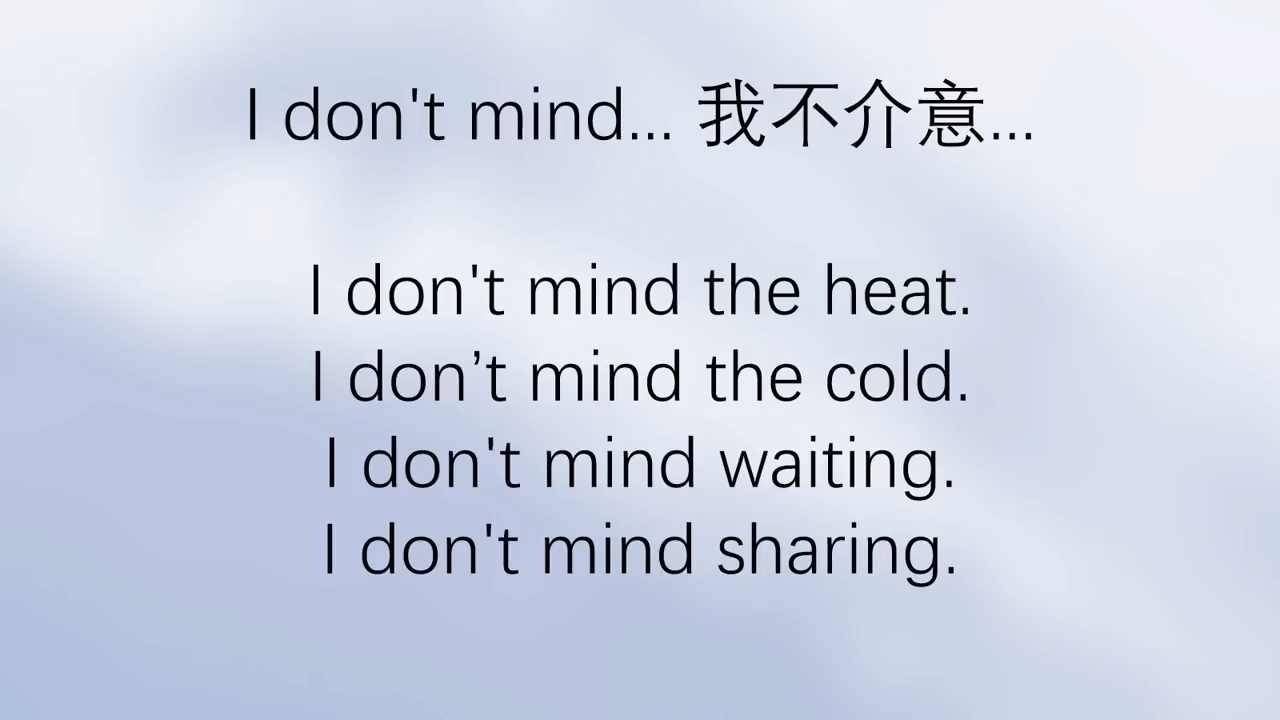 I don't mind... 我不介意...
I don't mind the heat.
I don’t mind the cold.
I don't mind waiting.
I don't mind sharing.